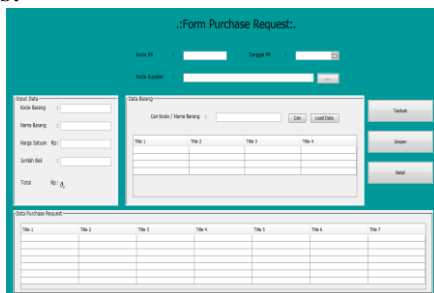 .:Form Purchase Request:.
Kode PR :
Tanggal PR :
Kode Supplier :
...
Input Data
Kode Barang :
Nama Barang :
Harga Satuan Rp:
Jumlah Beli :
Total Rp: 0,
Data Barang
Cari Kode / Nama Barang : Cari Load Data
Title 1 Title 2 Title 3 Title 4
Tambah
Simpan
Batal
Data Purchase Request
Title 1 Title 2 Title 3 Title 4 Title 5 Title 6 Title 7